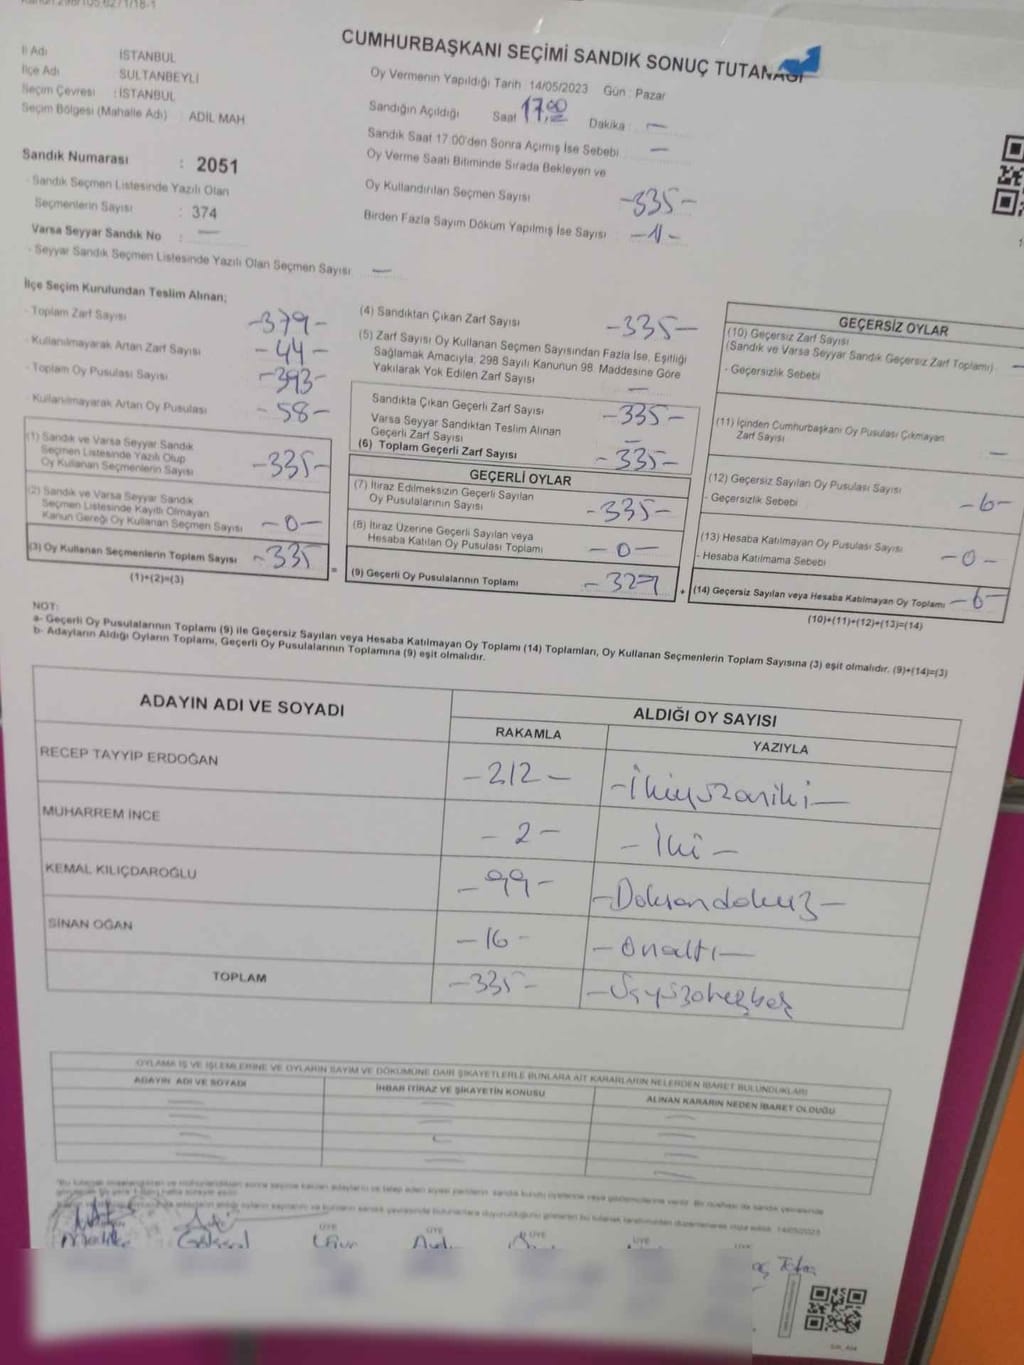 CUMHURBAŞKANI SEÇİMİ SANDIK SONUÇ TUTANAĞI
İl Adı İSTANBUL
İlçe Adı SULTANBEYLİ
Seçim Çevresi : İSTANBUL
Seçim Bölgesi (Mahalle Adı) ADİL MAH
Sandık Numarası : 2051
- Sandık Seçmen Listesinde Yazılı Olan
Seçmenlerin Sayısı : 374
Varsa Seyyar Sandık No : —
- Seyyar Sandık Seçmen Listesinde Yazılı Olan Seçmen Sayısı —
Oy Vermenin Yapıldığı Tarih : 14/05/2023 Gün : Pazar
Sandığın Açıldığı Saat 17,00 Dakika : —
Sandık Saat 17:00'den Sonra Açımış İse Sebebi —
Oy Verme Saati Bitiminde Sırada Bekleyen ve
Oy Kullandırılan Seçmen Sayısı -335-
Birden Fazla Sayım Döküm Yapılmış İse Sayısı
İlçe Seçim Kurulundan Teslim Alınan;
- Toplam Zarf Sayısı -379-
- Kullanılmayarak Artan Zarf Sayısı -44-
- Toplam Oy Pusulası Sayısı -393-
- Kullanılmayarak Artan Oy Pusulası -58-
(1) Sandık ve Varsa Seyyar Sandık
Seçmen Listesinde Yazılı Olup
Oy Kullanan Seçmenlerin Sayısı -335-
(2) Sandık ve Varsa Seyyar Sandık
Seçmen Listesinde Kayıtlı Olmayan
Kanun Gereği Oy Kullanan Seçmen Sayısı -0-
(3) Oy Kullanan Seçmenlerin Toplam Sayısı -335
(1)+(2)=(3)
(4) Sandıktan Çıkan Zarf Sayısı -335-
(5) Zarf Sayısı Oy Kullanan Seçmen Sayısından Fazla İse, Eşitliği
Sağlamak Amacıyla, 298 Sayılı Kanunun 98. Maddesine Göre
Yakılarak Yok Edilen Zarf Sayısı —
Sandıkta Çıkan Geçerli Zarf Sayısı -335-
Varsa Seyyar Sandıktan Teslim Alınan
Geçerli Zarf Sayısı —
(6) Toplam Geçerli Zarf Sayısı -335-
GEÇERLİ OYLAR
(7) İtiraz Edilmeksizin Geçerli Sayılan
Oy Pusulalarının Sayısı -335-
(8) İtiraz Üzerine Geçerli Sayılan veya
Hesaba Katılan Oy Pusulası Toplamı -0-
=
(9) Geçerli Oy Pusulalarının Toplamı -329
+
GEÇERSİZ OYLAR
(10) Geçersiz Zarf Sayısı
(Sandık ve Varsa Seyyar Sandık Geçersiz Zarf Toplamı) —
- Geçersizlik Sebebi
(11) İçinden Cumhurbaşkanı Oy Pusulası Çıkmayan
Zarf Sayısı —
(12) Geçersiz Sayılan Oy Pusulası Sayısı -6-
- Geçersizlik Sebebi
(13) Hesaba Katılmayan Oy Pusulası Sayısı -0-
- Hesaba Katılmama Sebebi
(14) Geçersiz Sayılan veya Hesaba Katılmayan Oy Toplamı -6-
(10)+(11)+(12)+(13)=(14)
NOT:
a- Geçerli Oy Pusulalarının Toplamı (9) ile Geçersiz Sayılan veya Hesaba Katılmayan Oy Toplamı (14) Toplamları, Oy Kullanan Seçmenlerin Toplam Sayısına (3) eşit olmalıdır. (9)+(14)=(3)
b- Adayların Aldığı Oyların Toplamı, Geçerli Oy Pusulalarının Toplamına (9) eşit olmalıdır.
ADAYIN ADI VE SOYADI
ALDIĞI OY SAYISI
RAKAMLA YAZIYLA
RECEP TAYYİP ERDOĞAN -212- -İkiyüzoniki-
MUHARREM İNCE -2- -İki-
KEMAL KILIÇDAROĞLU -99- -Doksandokuz-
SİNAN OĞAN -16- -onaltı-
TOPLAM -335-
OYLAMA İŞ VE İŞLEMLERİNE VE OYLARIN SAYIM VE DÖKÜMÜNE DAİR ŞİKAYETLERLE BUNLARA AİT KARARLARIN NELERDEN İBARET BULUNDUKLARI
ADAYIN ADI VE SOYADI İHBAR İTİRAZ VE ŞİKAYETİN KONUSU ALINAN KARARIN NEDEN İBARET OLDUĞU
ÜYE ÜYE ÜYE ÜYE ÜYE